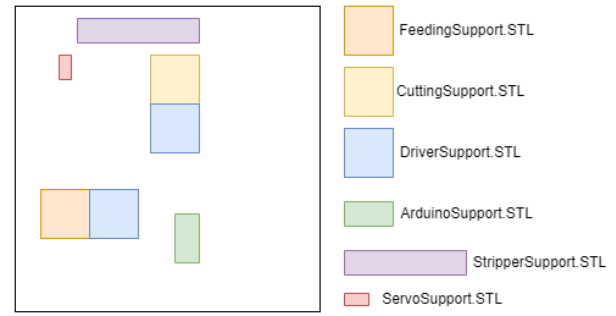 FeedingSupport.STL
CuttingSupport.STL
DriverSupport.STL
ArduinoSupport.STL
StripperSupport.STL
ServoSupport.STL